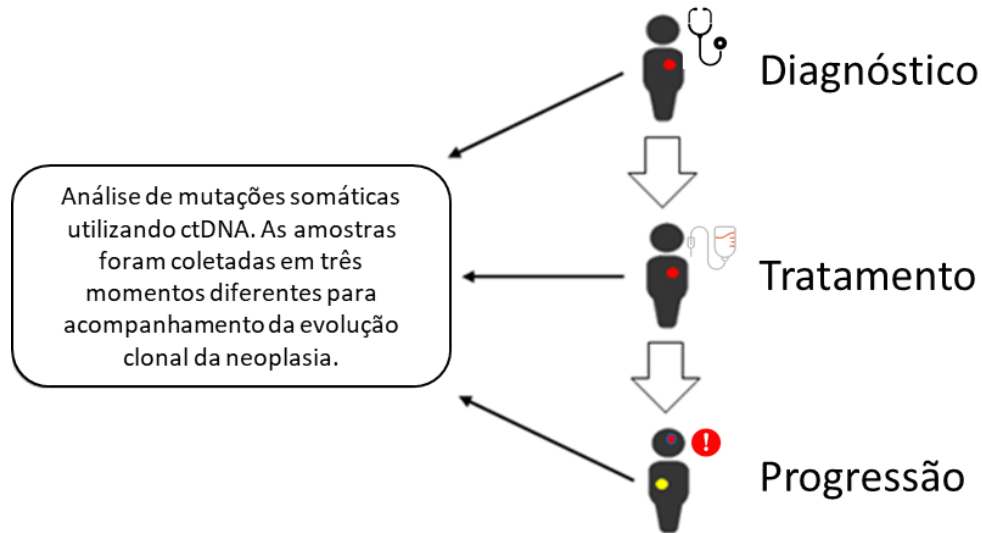 Diagnóstico
Análise de mutações somáticas
utilizando ctDNA. As amostras
foram coletadas em três
momentos diferentes para
acompanhamento da evolução
clonal da neoplasia.
Tratamento
Progressão